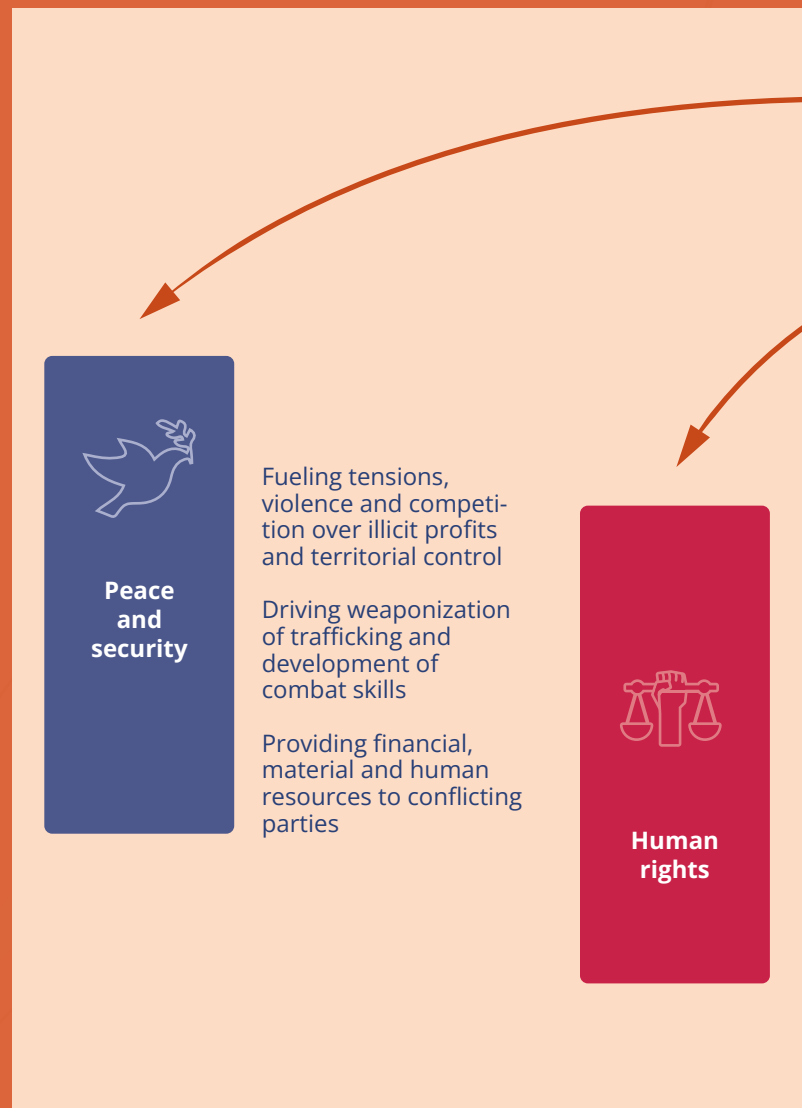 Peace
and
security
Fueling tensions,
violence and competi-
tion over illicit profits
and territorial control
Driving weaponization
of trafficking and
development of
combat skills
Providing financial,
material and human
resources to conflicting
parties
Human
rights